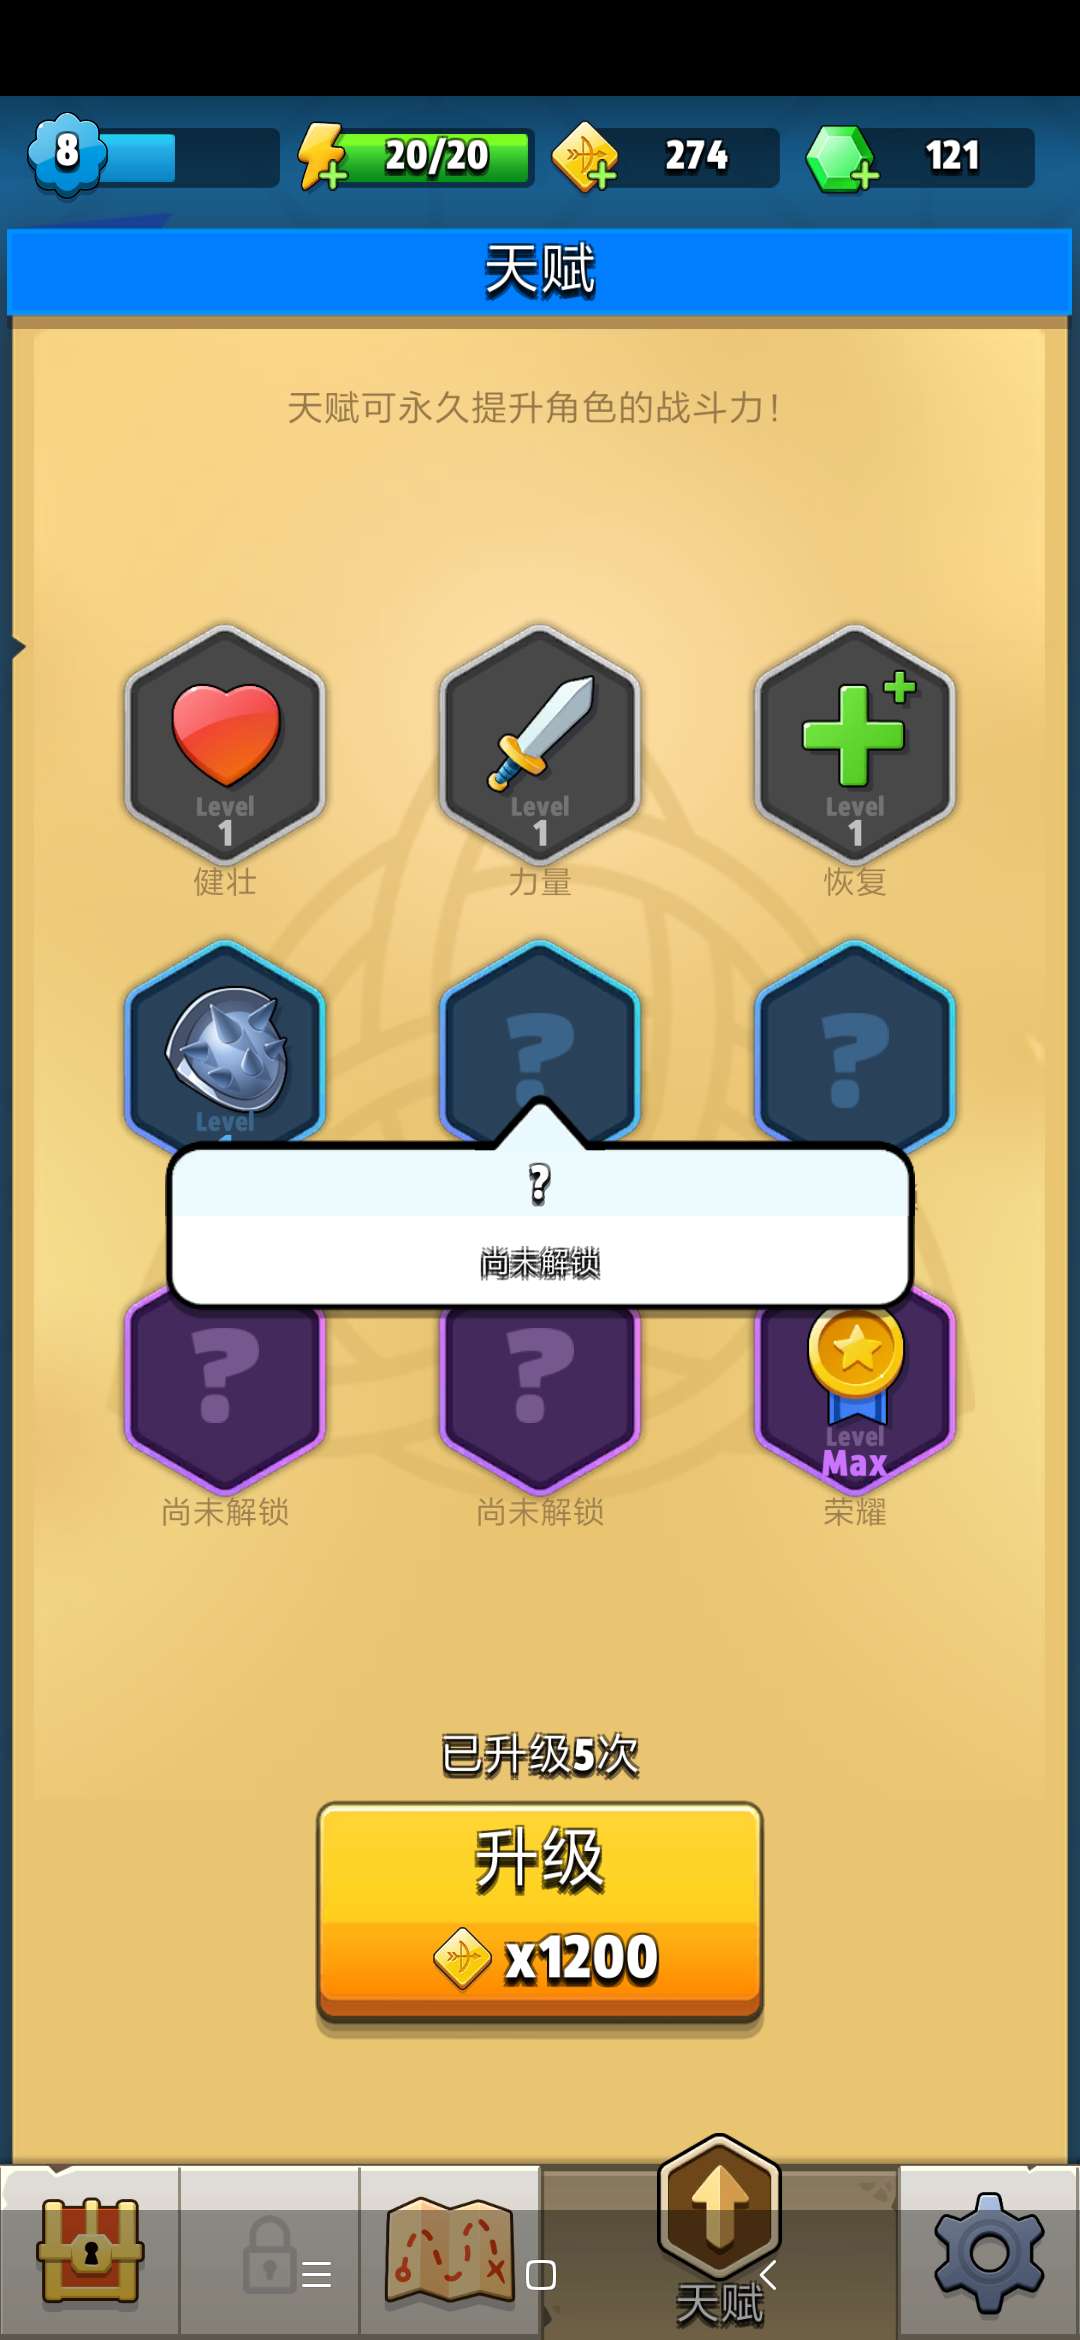 8
20/20
274
121
天赋
天赋可永久提升角色的战斗力!
Level
1
健壮
Level
1
力量
Level
1
恢复
Level
?
?
?
尚未解锁
?
?
Level
Max
尚未解锁
尚未解锁
荣耀
已升级5次
升级
x1200
天赋